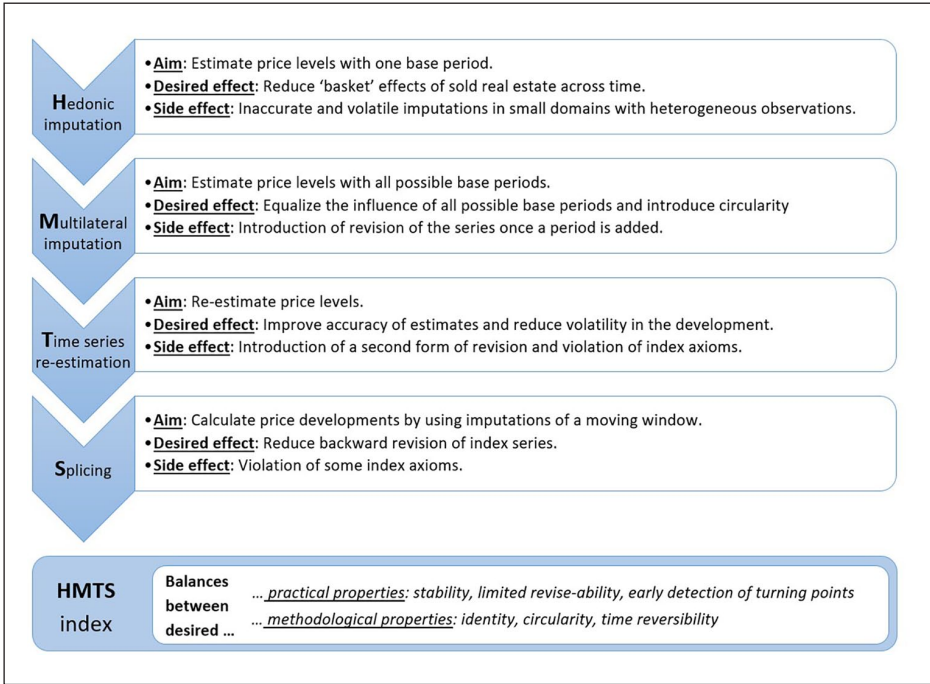 Hedonic
imputation
• Aim: Estimate price levels with one base period.
• Desired effect: Reduce ‘basket’ effects of sold real estate across time.
• Side effect: Inaccurate and volatile imputations in small domains with heterogeneous observations.
Multilateral
imputation
• Aim: Estimate price levels with all possible base periods.
• Desired effect: Equalize the influence of all possible base periods and introduce circularity
• Side effect: Introduction of revision of the series once a period is added.
Time series
re-estimation
• Aim: Re-estimate price levels.
• Desired effect: Improve accuracy of estimates and reduce volatility in the development.
• Side effect: Introduction of a second form of revision and violation of index axioms.
Splicing
• Aim: Calculate price developments by using imputations of a moving window.
• Desired effect: Reduce backward revision of index series.
• Side effect: Violation of some index axioms.
HMTS
index
Balances
between
desired ...
... practical properties: stability, limited revise-ability, early detection of turning points
... methodological properties: identity, circularity, time reversibility